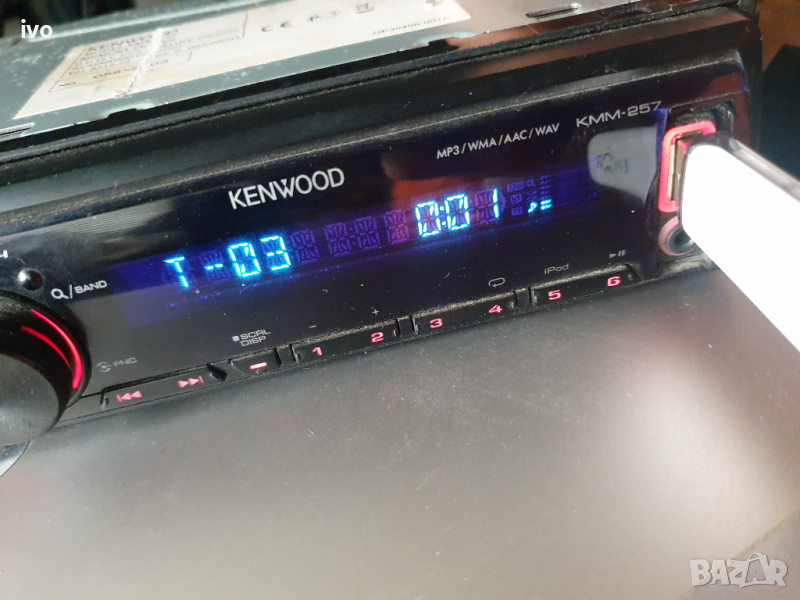 ivo
KENWOOD
KMM-257
MP3/WMA/AAC/WAV
KENWOOD
T-03 0:01
/BAND
iPod
SCRL
DISP
- +
FNC
1 2 3 4 5 6
BAZAR